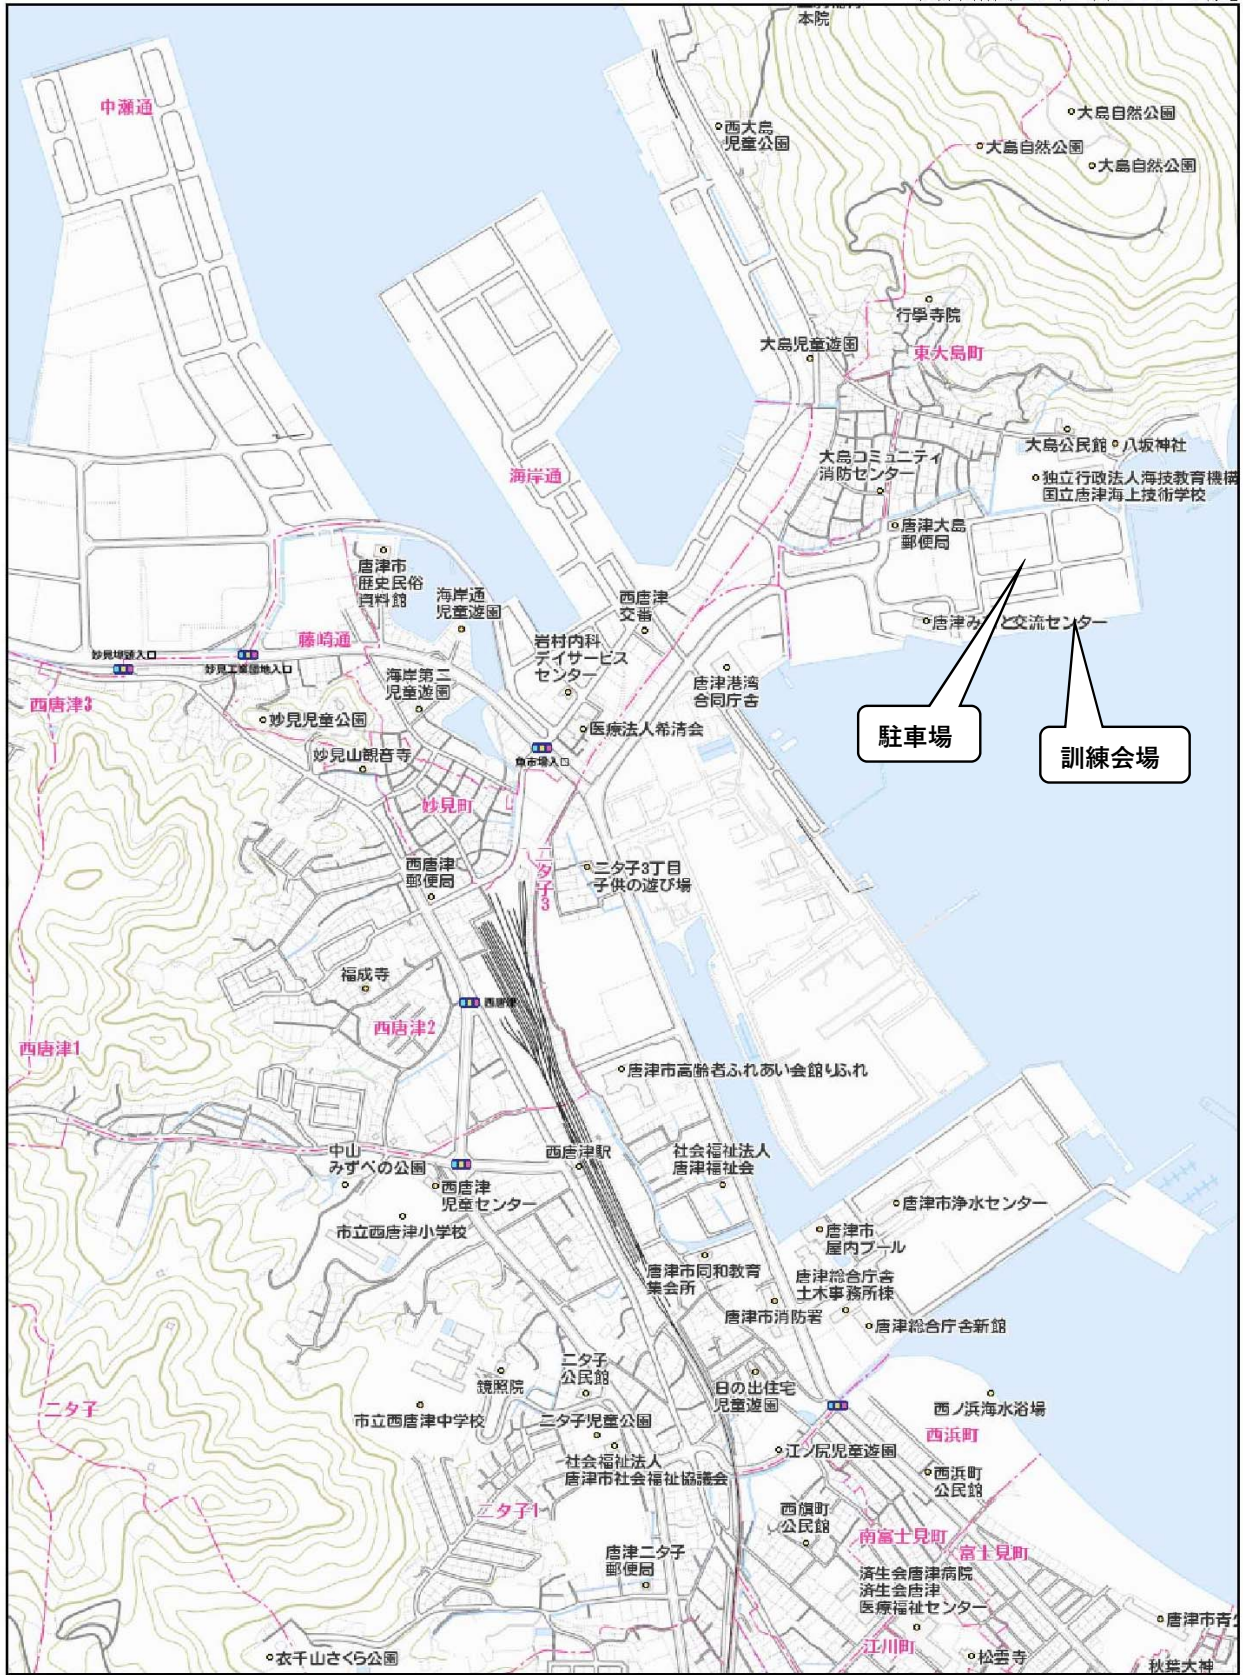 本院
中瀬通
大島自然公園
西大島
児童公園
大島自然公園
大島自然公園
行學寺院
大島児童遊園
東大島町
大島公民館
八坂神社
大島コミュニティ
消防センター
独立行政法人海技教育機構
国立唐津海上技術学校
海岸通
唐津大島
郵便局
唐津市
歴史民俗
資料館
海岸通
児童遊園
西唐津
交番
唐津みなと交流センター
藤崎通
岩村内科
デイサービス
センター
妙見埠頭入口
妙見工業団地入口
海岸第二
児童遊園
唐津港湾
合同庁舎
西唐津3
妙見児童公園
医療法人希清会
駐車場
訓練会場
妙見山観音寺
魚市場入口
妙見町
二タ子3
西唐津
郵便局
二タ子3丁目
子供の遊び場
福成寺
西唐津
西唐津2
西唐津1
唐津市高齢者ふれあい会館りふれ
中山
みずべの公園
西唐津駅
社会福祉法人
唐津福祉会
西唐津
児童センター
唐津市浄水センター
市立西唐津小学校
唐津市
屋内プール
唐津市同和教育
集会所
唐津総合庁舎
土木事務所棟
唐津市消防署
唐津総合庁舎新館
二タ子
公民館
鏡照院
日の出住宅
児童遊園
二タ子
市立西唐津中学校
二タ子児童公園
西ノ浜海水浴場
西浜町
社会福祉法人
唐津市社会福祉協議会
江ノ尻児童遊園
西浜町
公民館
二タ子1
西旗町
公民館
南富士見町
富士見町
唐津二タ子
郵便局
済生会唐津病院
済生会唐津
医療福祉センター
唐津市青
江川町
衣干山さくら公園
松雲寺
秋葉大神